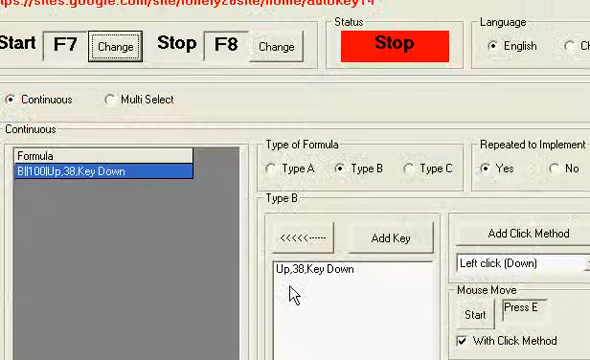 Start F7 Change Stop F8 Change
Status
Stop
Language
English
Continuous Multi Select
Continuous
Formula
B||100|Up,38,Key Down
Type of Formula
Type A Type B Type C
Repeated to Implement
Yes No
Type B
<<<<<----- Add Key
Up,38,Key Down
Add Click Method
Left click (Down)
Mouse Move
Start Press E
With Click Method